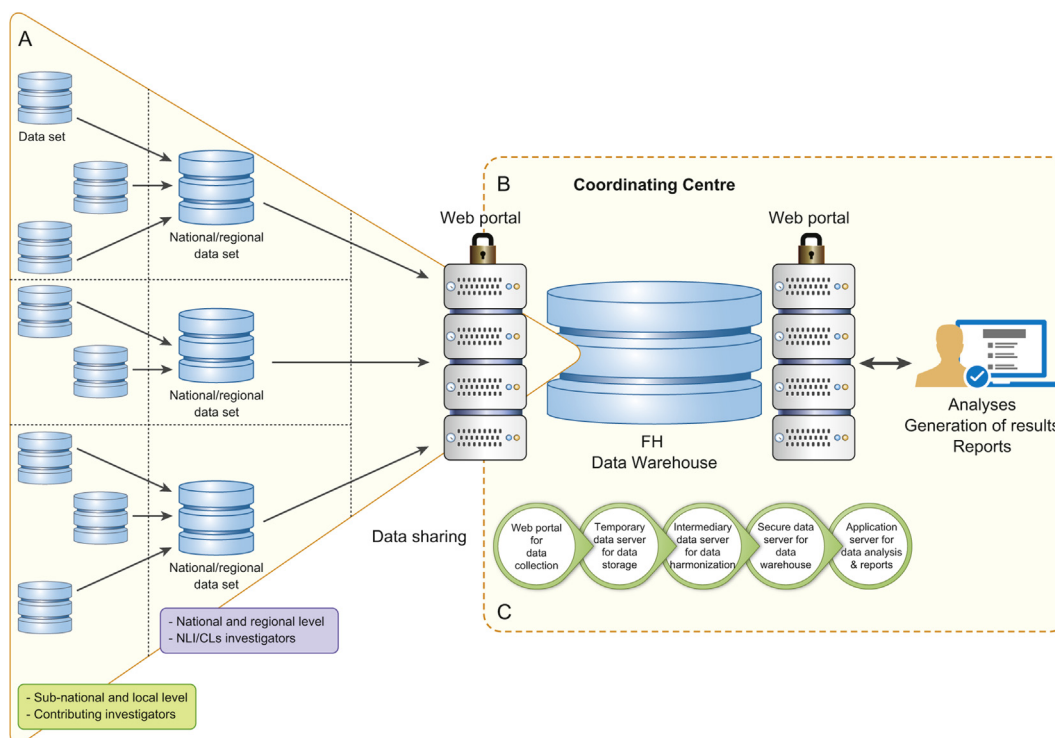 A
Data set
National/regional
data set
National/regional
data set
National/regional
data set
- National and regional level
- NLI/CLs investigators
- Sub-national and local level
- Contributing investigators
Data sharing
B
Coordinating Centre
Web portal
Web portal
FH
Data Warehouse
Analyses
Generation of results
Reports
Web portal
for
data
collection
Temporary
data server
for data
storage
Intermediary
data server
for data
harmonization
Secure data
server for
data
warehouse
Application
server for
data analysis
& reports
C